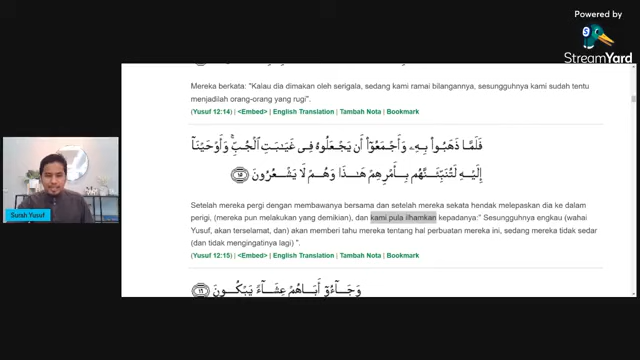 Powered by
StreamYard
Mereka berkata: "Kalau dia dimakan oleh serigala, sedang kami ramai bilangannya, sesungguhnya kami sudah tentu
menjadilah orang-orang yang rugi".
(Yusuf 12:14) | <Embed> | English Translation | Tambah Nota | Bookmark
فَلَمَّا ذَهَبُوا۟ بِهِۦ وَأَجْمَعُوٓا۟ أَن يَجْعَلُوهُ فِى غَيَـٰبَتِ ٱلْجُبِّ ۚ وَأَوْحَيْنَآ
إِلَيْهِ لَتُنَبِّئَنَّهُم بِأَمْرِهِمْ هَـٰذَا وَهُمْ لَا يَشْعُرُونَ ١٥
Setelah mereka pergi dengan membawanya bersama dan setelah mereka sekata hendak melepaskan dia ke dalam
perigi, (mereka pun melakukan yang demikian), dan kami pula ilhamkan kepadanya:" Sesungguhnya engkau (wahai
Yusuf, akan terselamat, dan) akan memberi tahu mereka tentang hal perbuatan mereka ini, sedang mereka tidak sedar
(dan tidak mengingatinya lagi) ".
(Yusuf 12:15) | <Embed> | English Translation | Tambah Nota | Bookmark
وَجَآءُوٓ أَبَاهُمْ عِشَآءً يَبْكُونَ ١٦
Surah Yusuf